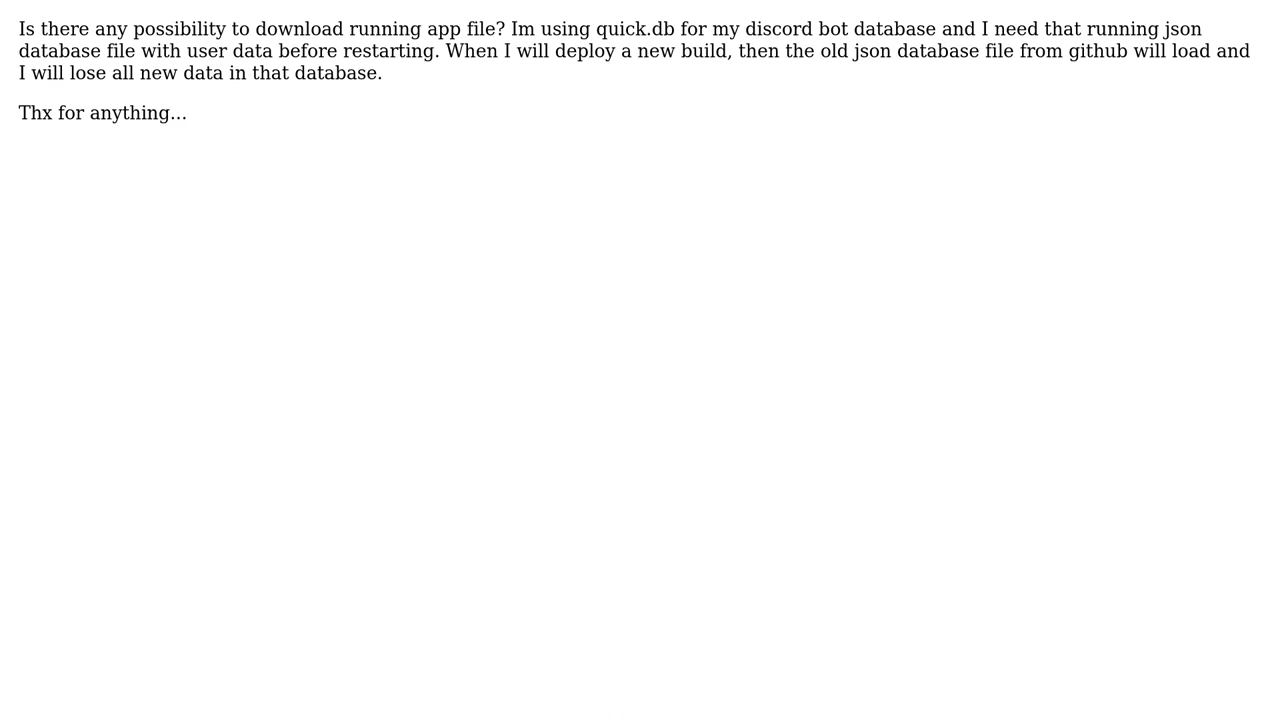 Is there any possibility to download running app file? Im using quick.db for my discord bot database and I need that running json
database file with user data before restarting. When I will deploy a new build, then the old json database file from github will load and
I will lose all new data in that database.
Thx for anything...